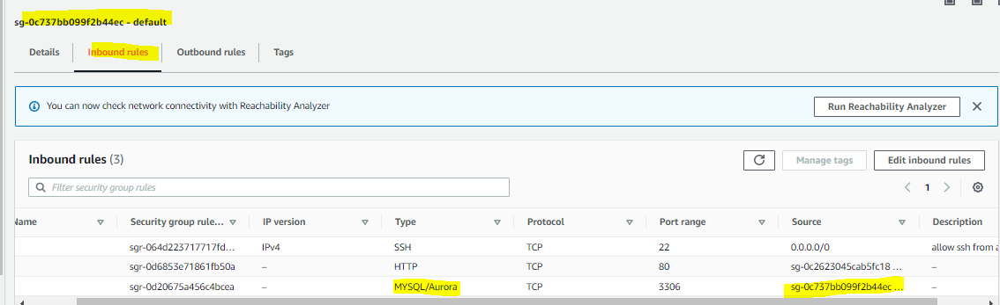 sg-0c737bb099f2b44ec - default
Details Inbound rules Outbound rules Tags
You can now check network connectivity with Reachability Analyzer Run Reachability Analyzer
Inbound rules (3) Manage tags Edit inbound rules
Filter security group rules 1
Name Security group rule... IP version Type Protocol Port range Source Description
sgr-064d223717717fd... IPv4 SSH TCP 22 0.0.0.0/0 allow ssh from a
sgr-0d6853e71861fb50a – HTTP TCP 80 sg-0c2623045cab5fc18 ... –
sgr-0d20675a456c4bcea – MYSQL/Aurora TCP 3306 sg-0c737bb099f2b44ec ... –